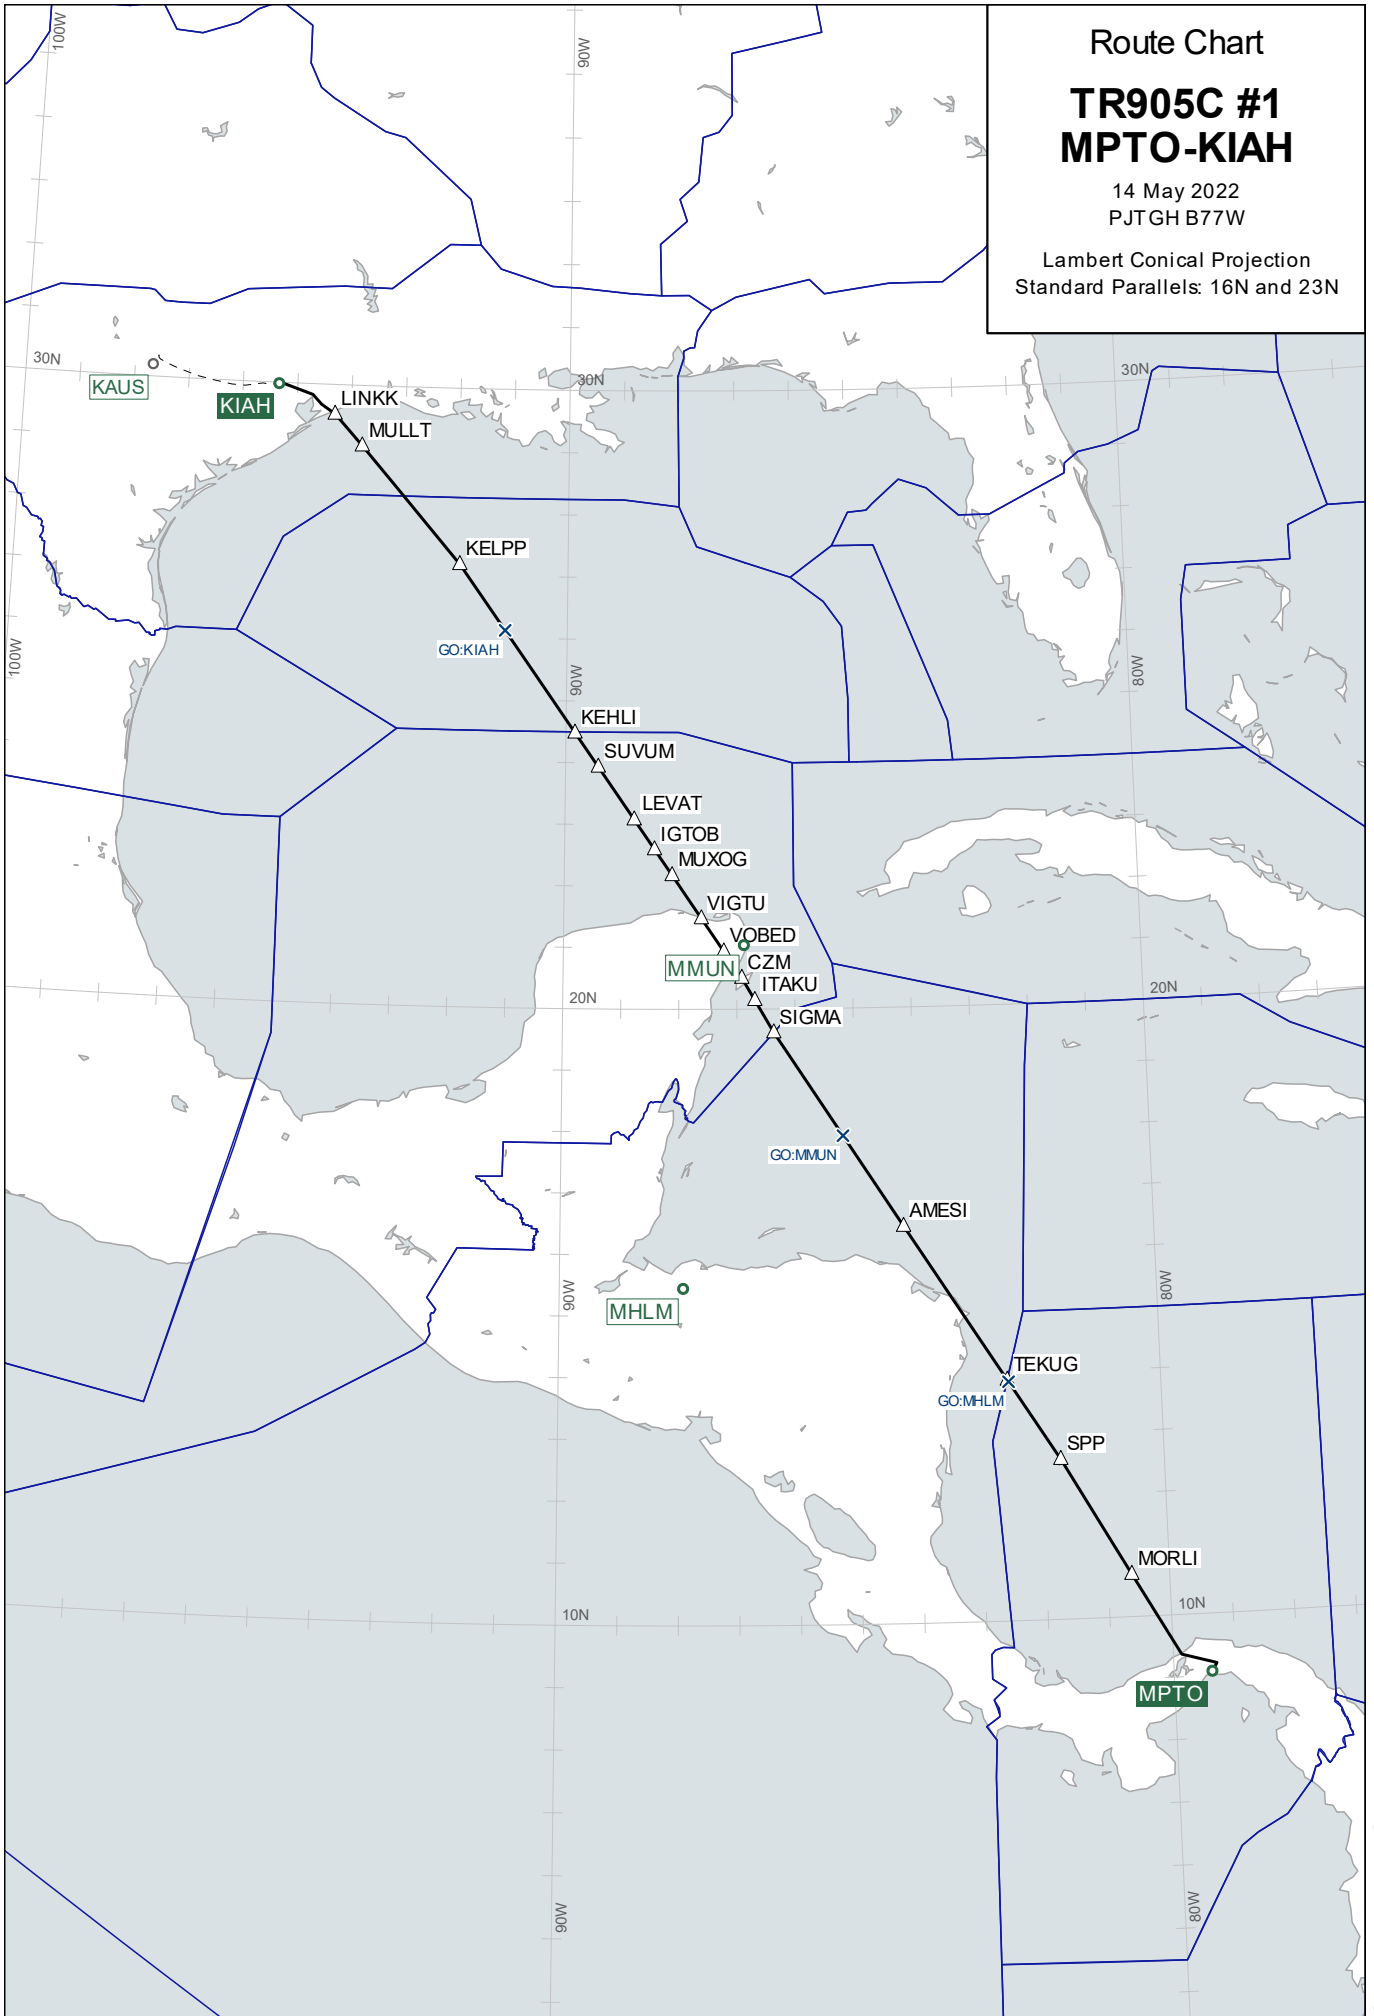 Route Chart
TR905C #1
MPTO-KIAH
14 May 2022
PJTGH B77W
Lambert Conical Projection
Standard Parallels: 16N and 23N
100W
90W
30N
30N
30N
KAUS
KIAH
LINKK
MULLT
KELPP
GO:KIAH
100W
90W
80W
KEHLI
SUVUM
LEVAT
IGTOB
MUXOG
VIGTU
VOBED
MMUN
CZM
ITAKU
20N
20N
SIGMA
GO:MMUN
AMESI
90W
80W
MHLM
TEKUG
GO:MHLM
SPP
MORLI
10N
10N
MPTO
90W
80W